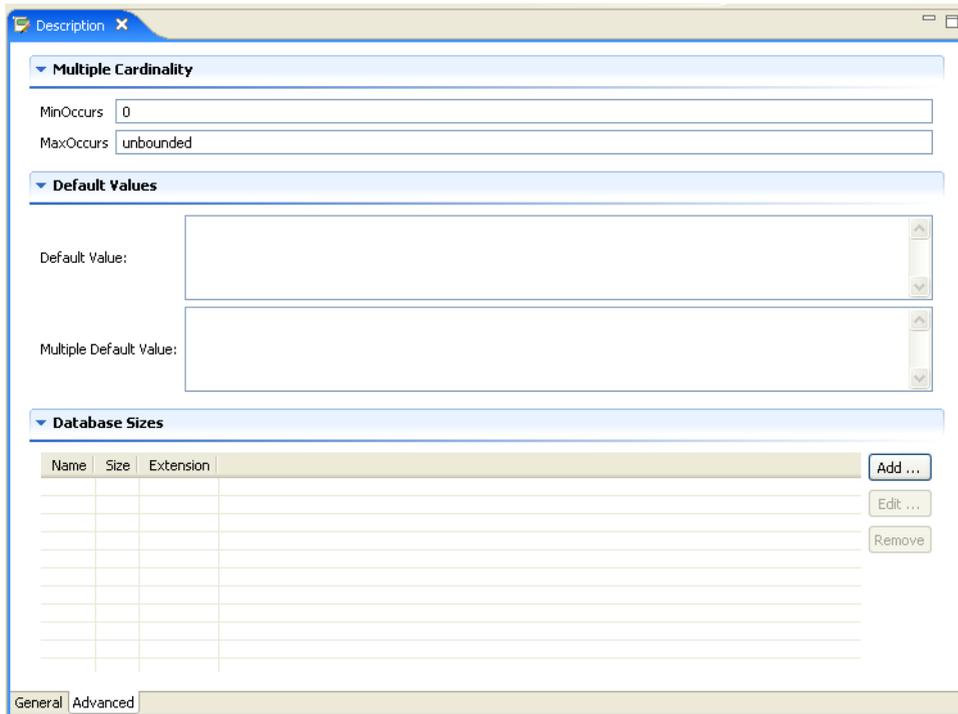 Description
Multiple Cardinality
MinOccurs 0
MaxOccurs unbounded
Default Values
Default Value:
Multiple Default Value:
Database Sizes
Name Size Extension
Add ...
Edit ...
Remove
General Advanced